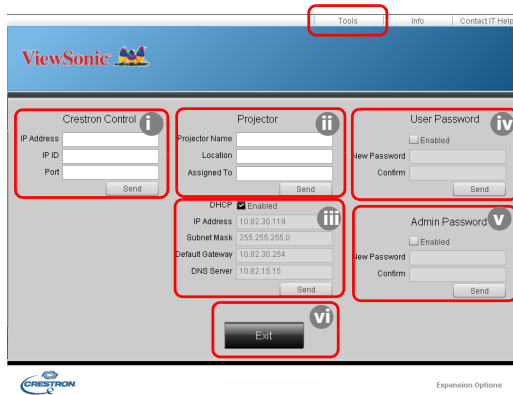 Tools Info Contact IT Help
ViewSonic
Crestron Control i
IP Address
IP ID
Port
Send
Projector ii
Projector Name
Location
Assigned To
Send
DHCP Enabled iii
IP Address 10.82.30.119
Subnet Mask 255.255.255.0
Default Gateway 10.82.30.254
DNS Server 10.82.15.15
Send
User Password iv
Enabled
New Password
Confirm
Send
Admin Password v
Enabled
New Password
Confirm
Send
Exit vi
CRESTRON Expansion Options